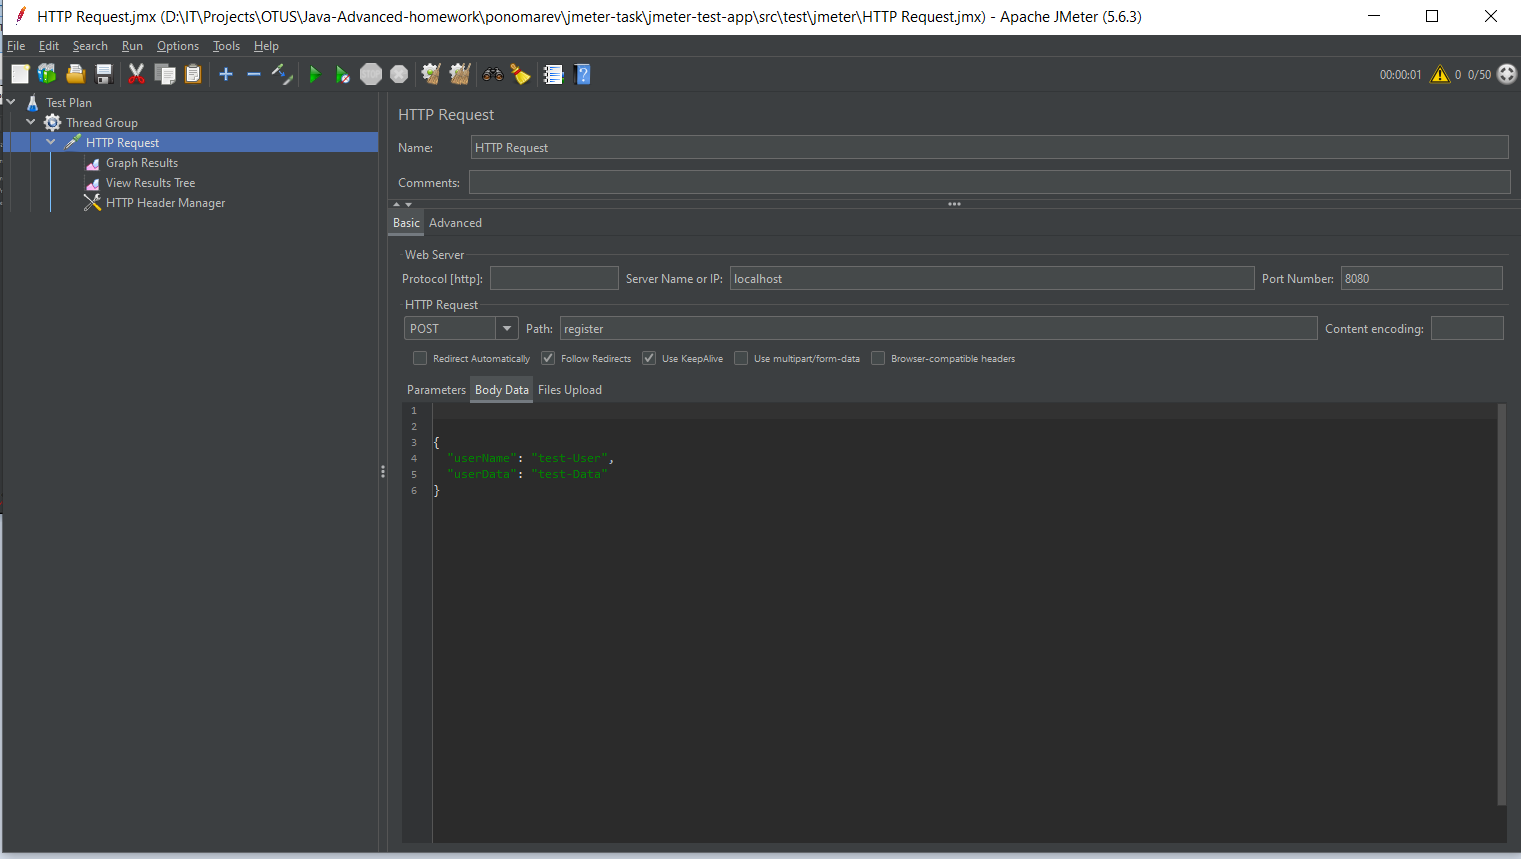 HTTP Request.jmx (D:\IT\Projects\OTUS\Java-Advanced-homework\ponomarev\jmeter-task\jmeter-test-app\src\test\jmeter\HTTP Request.jmx) - Apache JMeter (5.6.3)
File Edit Search Run Options Tools Help
STOP 00:00:01 0 0/50
Test Plan
Thread Group
HTTP Request
Graph Results
View Results Tree
HTTP Header Manager
HTTP Request
Name: HTTP Request
Comments:
Basic Advanced
Web Server
Protocol [http]: Server Name or IP: localhost Port Number: 8080
HTTP Request
POST Path: register Content encoding:
Redirect Automatically Follow Redirects Use KeepAlive Use multipart/form-data Browser-compatible headers
Parameters Body Data Files Upload
1
2
3 {
4 "userName": "test-User",
5 "userData": "test-Data"
6 }